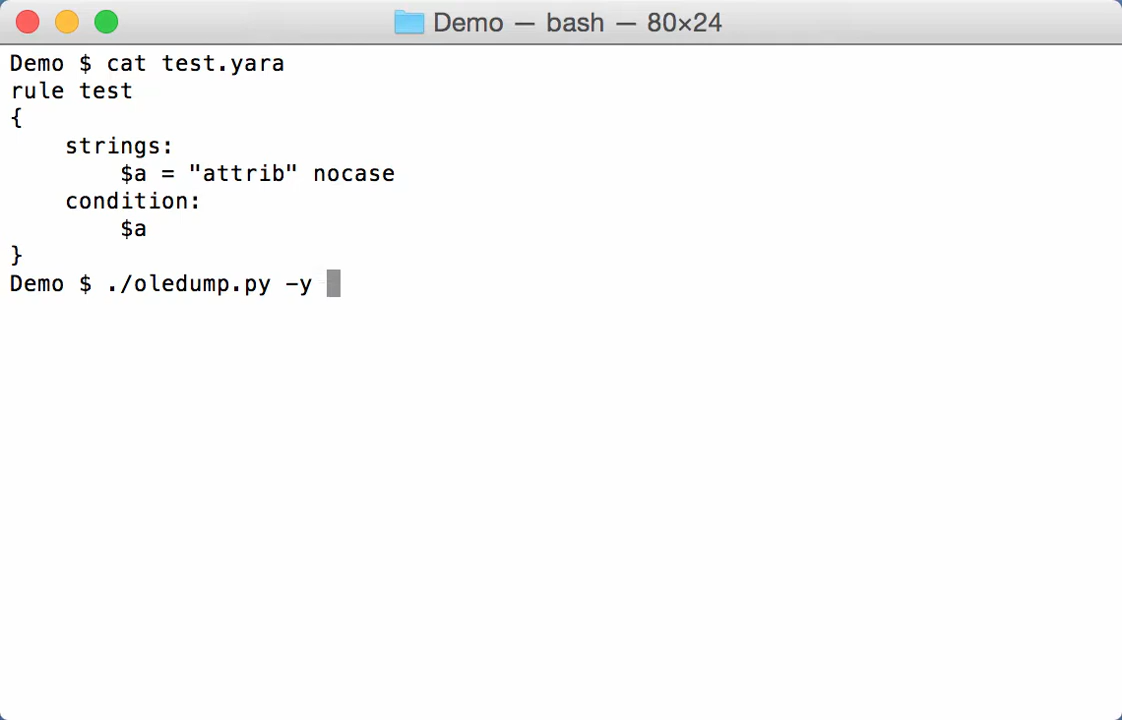 Demo — bash — 80×24
Demo $ cat test.yara
rule test
{
    strings:
        $a = "attrib" nocase
    condition:
        $a
}
Demo $ ./oledump.py -y